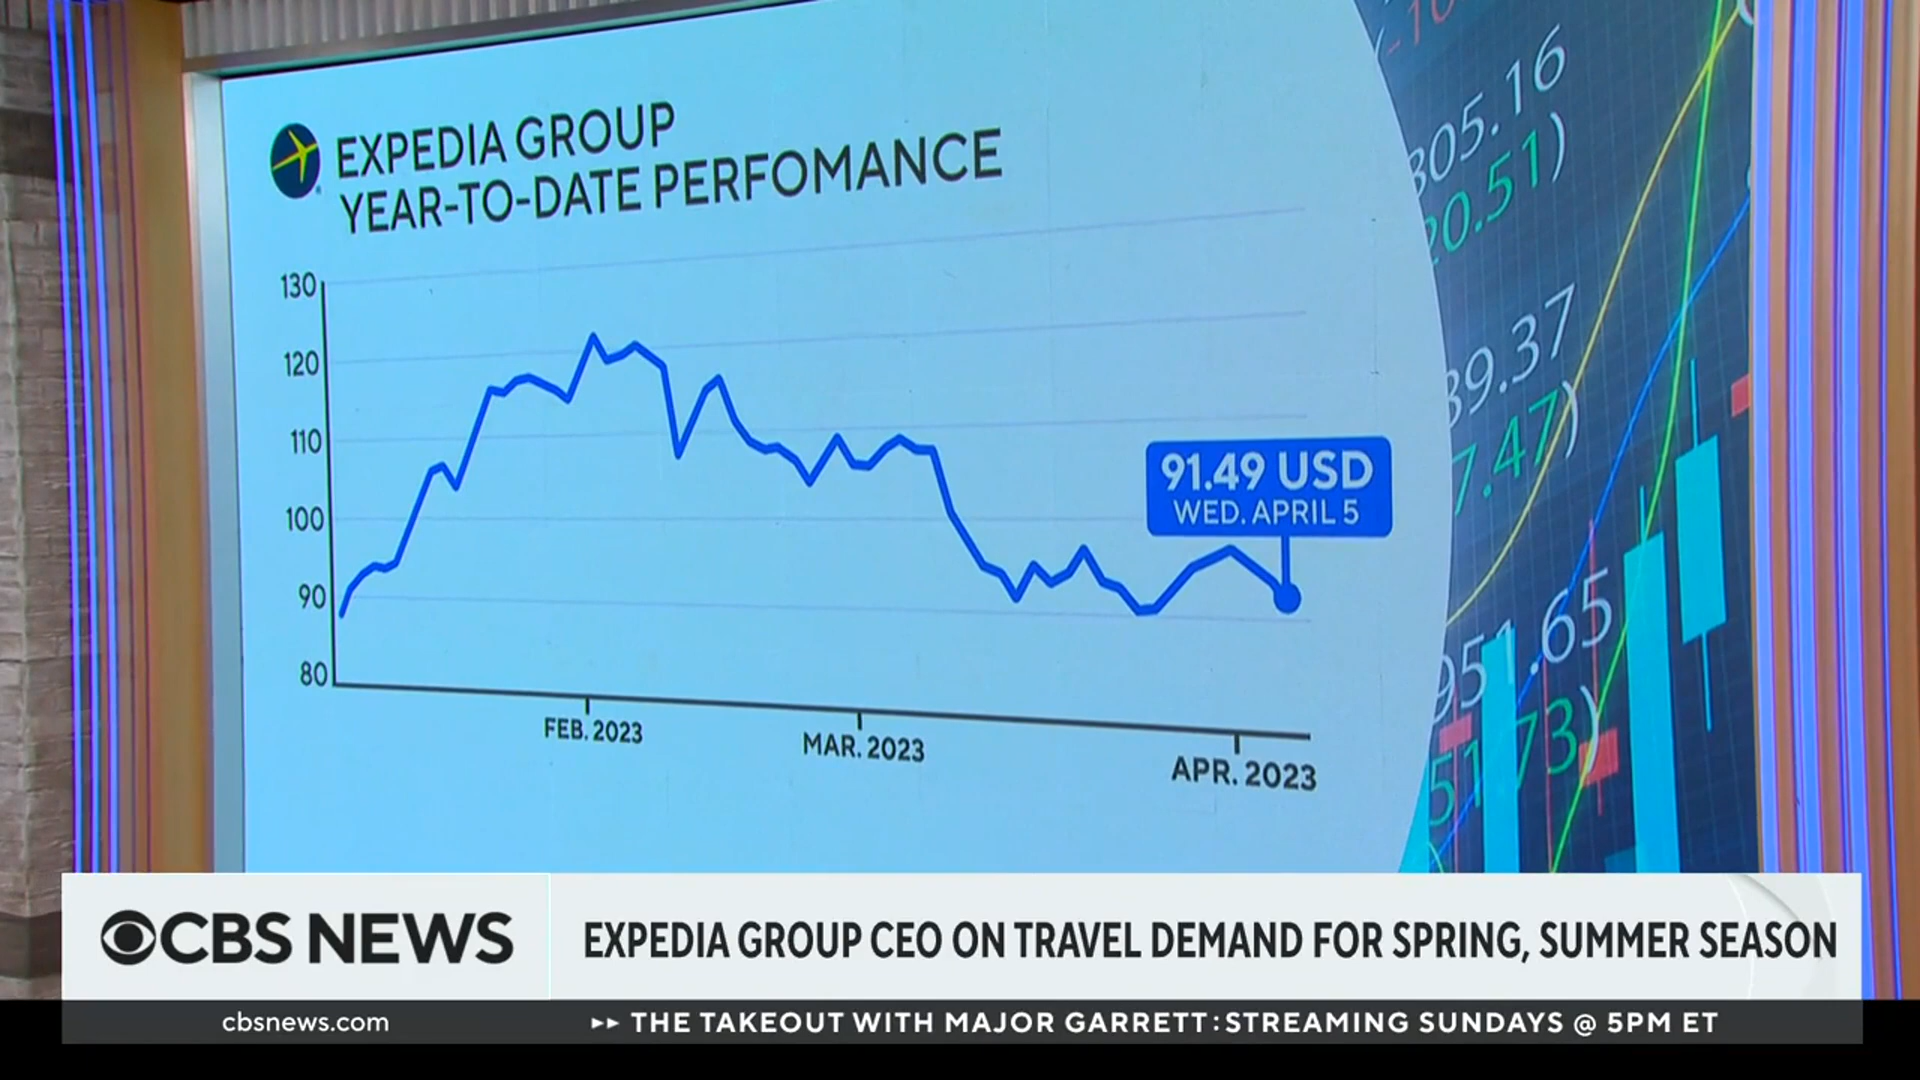 EXPEDIA GROUP
YEAR-TO-DATE PERFOMANCE
130
120
110
100
90
80
91.49 USD
WED. APRIL 5
FEB. 2023
MAR. 2023
APR. 2023
305.16
20.51)
39.37
7.47)
951.65
51.73)
CBS NEWS
EXPEDIA GROUP CEO ON TRAVEL DEMAND FOR SPRING, SUMMER SEASON
cbsnews.com
THE TAKEOUT WITH MAJOR GARRETT: STREAMING SUNDAYS @ 5PM ET